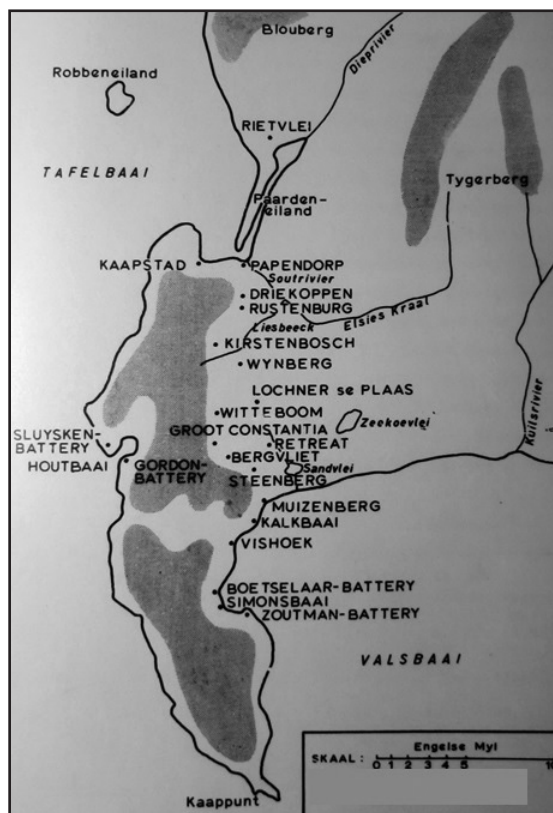 Blouberg
Dieprivier
Robbeneiland
RIETVLEI
TAFELBAAI
Tygerberg
Paarden-
eiland
KAAPSTAD
PAPENDORP
Soutrivier
DRIEKOPPEN
RUSTENBURG
Elsies Kraal
Liesbeeck
KIRSTENBOSCH
WYNBERG
LOCHNER se PLAAS
WITTEBOOM
Zeekoevlei
Kuilsrivier
GROOT CONSTANTIA
SLUYSKEN-
BATTERY
RETREAT
HOUTBAAI
BERGVLIET
GORDON-
BATTERY
Sandvlei
STEENBERG
MUIZENBERG
KALKBAAI
VISHOEK
BOETSELAAR-BATTERY
SIMONSBAAI
ZOUTMAN-BATTERY
VALSBAAI
Engelse Myl
SKAAL:
0 1 2 3 4 5 10
Kaappunt